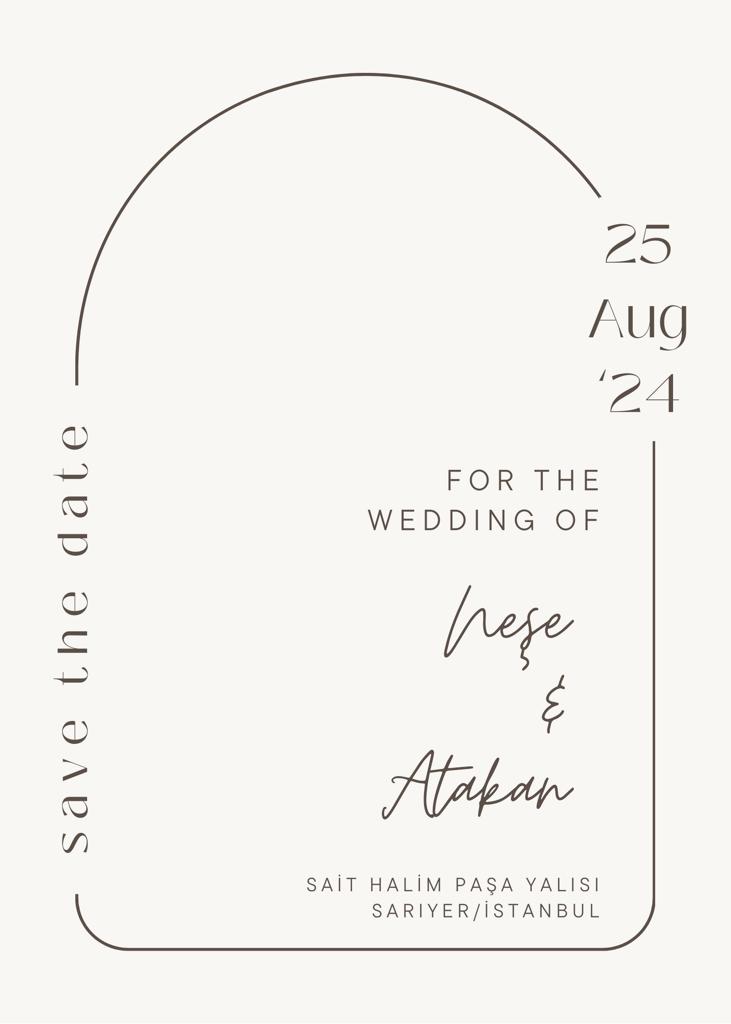 save the date
25
Aug
‘24
FOR THE
WEDDING OF
Neşe
&
Atakan
SAİT HALİM PAŞA YALISI
SARIYER/İSTANBUL